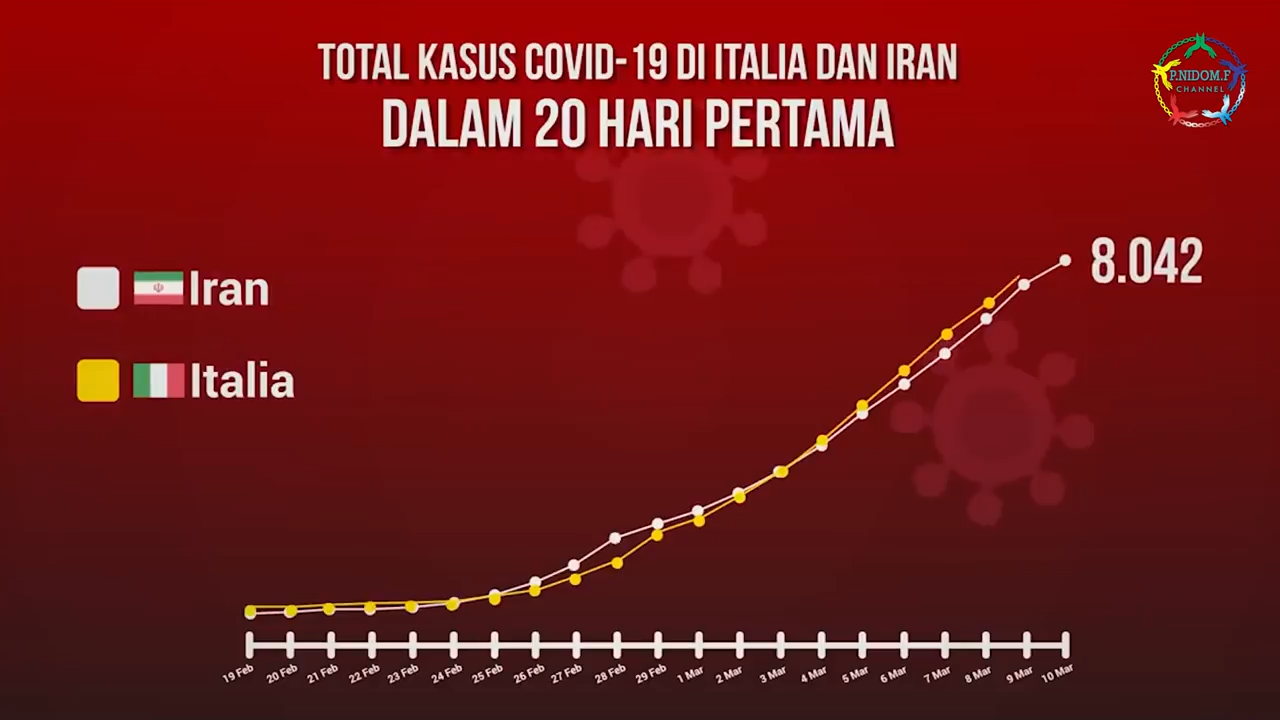 TOTAL KASUS COVID-19 DI ITALIA DAN IRAN
DALAM 20 HARI PERTAMA
P.NIDOM.F
CHANNEL
Iran
Italia
8.042
19 Feb
20 Feb
21 Feb
22 Feb
23 Feb
24 Feb
25 Feb
26 Feb
27 Feb
28 Feb
29 Feb
1 Mar
2 Mar
3 Mar
4 Mar
5 Mar
6 Mar
7 Mar
8 Mar
9 Mar
10 Mar